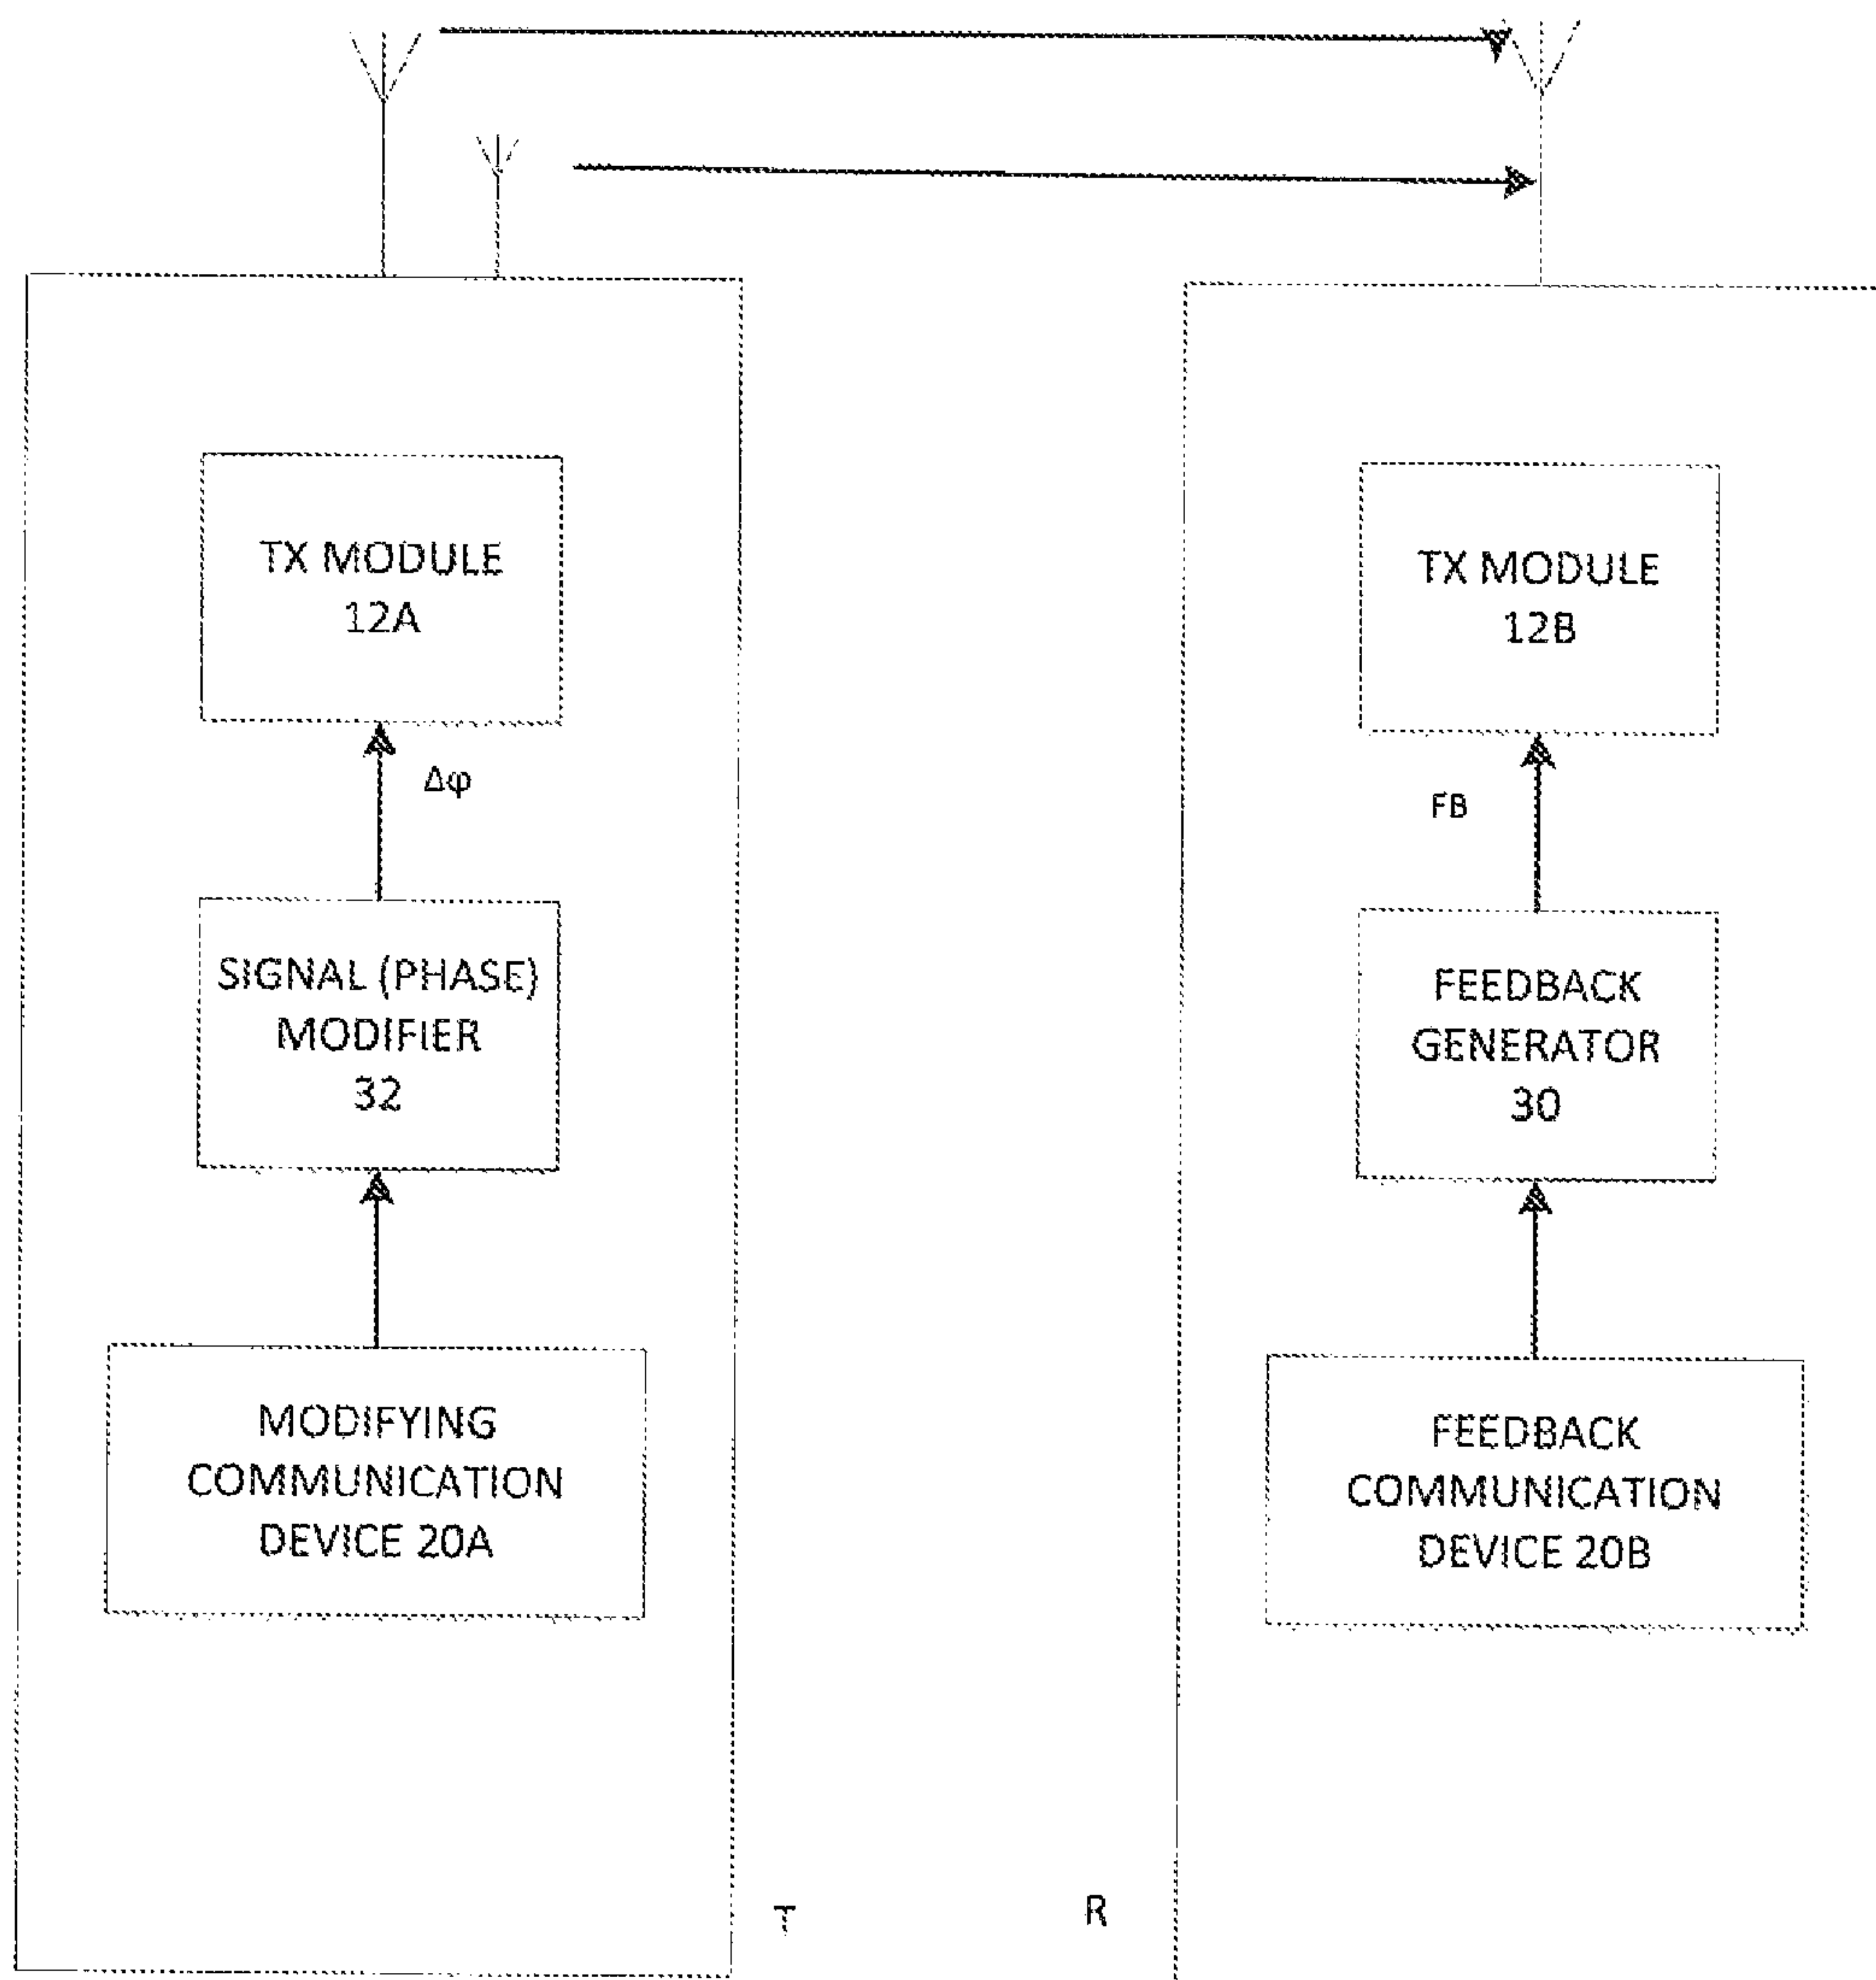 TX MODULE
12A
Δφ
SIGNAL (PHASE)
MODIFIER
32
MODIFYING
COMMUNICATION
DEVICE 20A
T
TX MODULE
12B
FB
FEEDBACK
GENERATOR
30
FEEDBACK
COMMUNICATION
DEVICE 20B
R